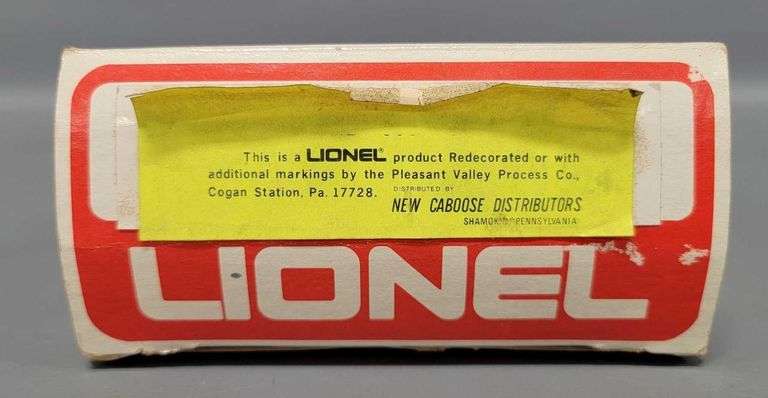 This is a LIONEL® product Redecorated or with
additional markings by the Pleasant Valley Process Co.,
Cogan Station, Pa. 17728. DISTRIBUTED BY
NEW CABOOSE DISTRIBUTORS
PENNSYLVANIA
LIONEL